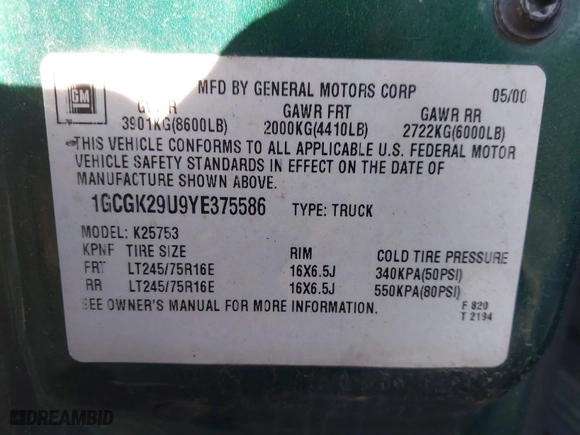 GM
MFD BY GENERAL MOTORS CORP 05/00
GVWR GAWR FRT GAWR RR
3901KG(8600LB) 2000KG(4410LB) 2722KG(6000LB)
THIS VEHICLE CONFORMS TO ALL APPLICABLE U.S. FEDERAL MOTOR
VEHICLE SAFETY STANDARDS IN EFFECT ON THE DATE OF
MANUFACTURE SHOWN ABOVE.
1GCGK29U9YE375586 TYPE: TRUCK
MODEL: K25753
KPNF TIRE SIZE RIM COLD TIRE PRESSURE
FRT LT245/75R16E 16X6.5J 340KPA(50PSI)
RR LT245/75R16E 16X6.5J 550KPA(80PSI)
SEE OWNER'S MANUAL FOR MORE INFORMATION.
F 820
T 2194
DREAMBID